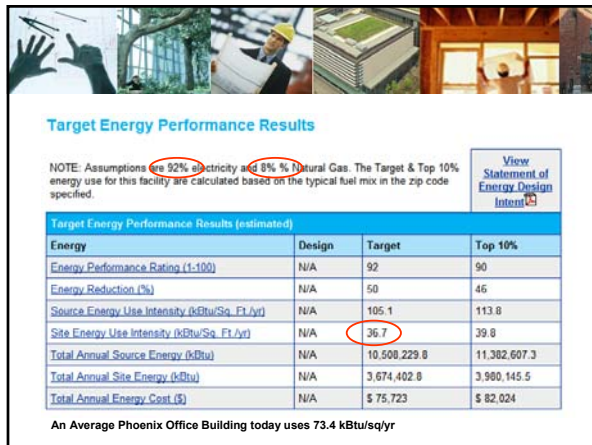 Target Energy Performance Results
NOTE: Assumptions are 92% electricity and 8% % Natural Gas. The Target & Top 10%
energy use for this facility are calculated based on the typical fuel mix in the zip code
specified.
View
Statement of
Energy Design
Intent
Target Energy Performance Results (estimated)
Energy Design Target Top 10%
Energy Performance Rating (1-100) N/A 92 90
Energy Reduction (%) N/A 50 46
Source Energy Use Intensity (kBtu/Sq. Ft./yr) N/A 105.1 113.8
Site Energy Use Intensity (kBtu/Sq. Ft./yr) N/A 36.7 39.8
Total Annual Source Energy (kBtu) N/A 10,508,229.8 11,382,607.3
Total Annual Site Energy (kBtu) N/A 3,674,402.8 3,980,145.5
Total Annual Energy Cost ($) N/A $ 75,723 $ 82,024
An Average Phoenix Office Building today uses 73.4 kBtu/sq/yr